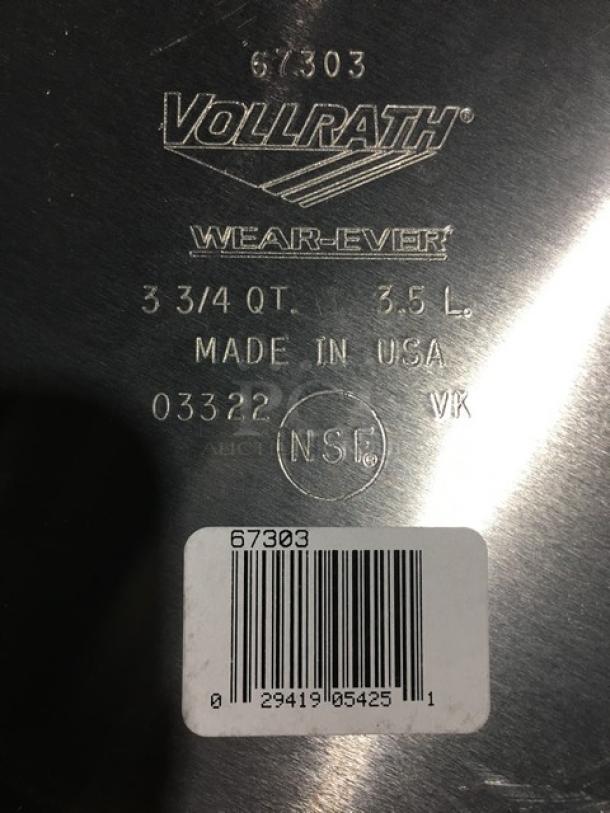 67303
VOLLRATH®
WEAR-EVER
3 3/4 QT. 3.5 L.
MADE IN USA
03322 VK
NSF®
67303
0 29419 05425 1